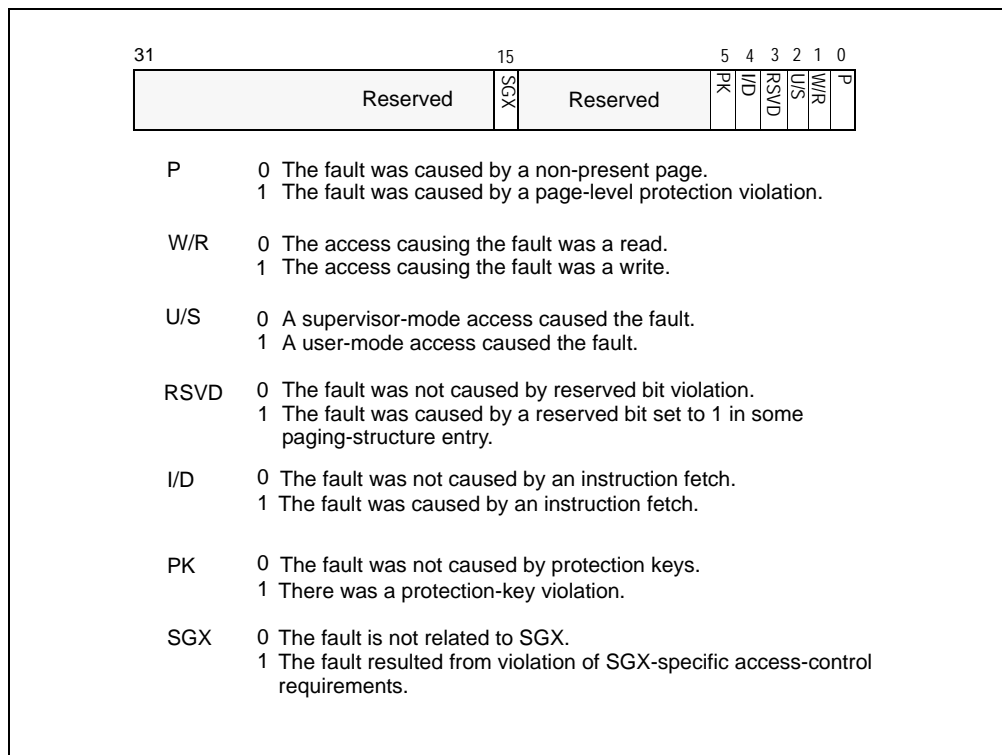 31 15 5 4 3 2 1 0
Reserved SGX Reserved PK I/D RSVD U/S W/R P
P 0 The fault was caused by a non-present page.
1 The fault was caused by a page-level protection violation.
W/R 0 The access causing the fault was a read.
1 The access causing the fault was a write.
U/S 0 A supervisor-mode access caused the fault.
1 A user-mode access caused the fault.
RSVD 0 The fault was not caused by reserved bit violation.
1 The fault was caused by a reserved bit set to 1 in some
paging-structure entry.
I/D 0 The fault was not caused by an instruction fetch.
1 The fault was caused by an instruction fetch.
PK 0 The fault was not caused by protection keys.
1 There was a protection-key violation.
SGX 0 The fault is not related to SGX.
1 The fault resulted from violation of SGX-specific access-control
requirements.